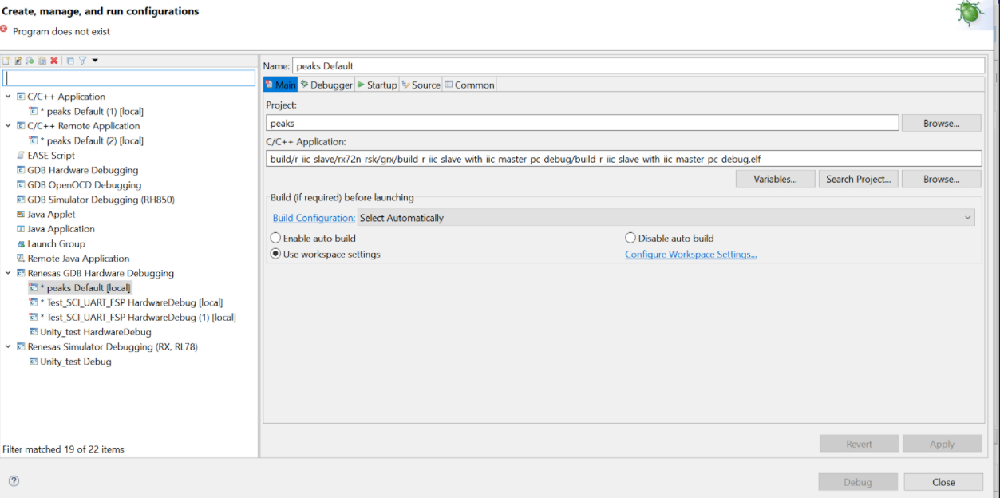 Create, manage, and run configurations
Program does not exist
Name: peaks Default
Main Debugger Startup Source Common
Project:
peaks Browse...
C/C++ Application:
build/r_iic_slave/rx72n_rsk/grx/build_r_iic_slave_with_iic_master_pc_debug/build_r_iic_slave_with_iic_master_pc_debug.elf
Variables... Search Project... Browse...
Build (if required) before launching
Build Configuration: Select Automatically
Enable auto build Disable auto build
Use workspace settings Configure Workspace Settings...
C/C++ Application
* peaks Default (1) [local]
C/C++ Remote Application
* peaks Default (2) [local]
EASE Script
GDB Hardware Debugging
GDB OpenOCD Debugging
GDB Simulator Debugging (RH850)
Java Applet
Java Application
Launch Group
Remote Java Application
Renesas GDB Hardware Debugging
* peaks Default [local]
* Test_SCI_UART_FSP HardwareDebug [local]
* Test_SCI_UART_FSP HardwareDebug (1) [local]
Unity_test HardwareDebug
Renesas Simulator Debugging (RX, RL78)
Unity_test Debug
Filter matched 19 of 22 items
Revert Apply
Debug Close